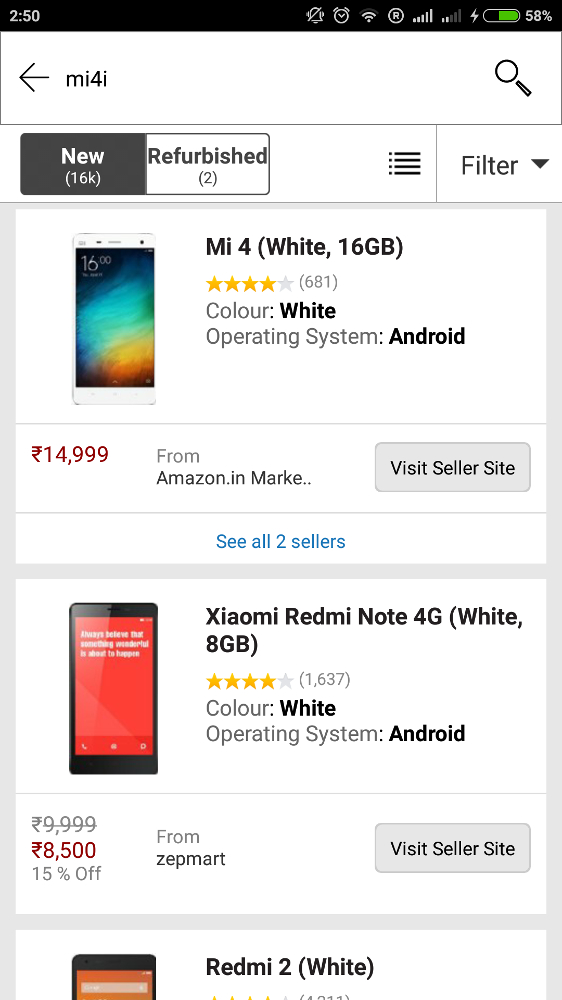 2:50
58%
mi4i
New
(16k)
Refurbished
(2)
Filter
16:00
Mi 4 (White, 16GB)
(681)
Colour: White
Operating System: Android
₹14,999
From
Amazon.in Marke..
Visit Seller Site
See all 2 sellers
Always believe that
something wonderful
is about to happen
Xiaomi Redmi Note 4G (White,
8GB)
(1,637)
Colour: White
Operating System: Android
₹9,999
₹8,500
15 % Off
From
zepmart
Visit Seller Site
Redmi 2 (White)